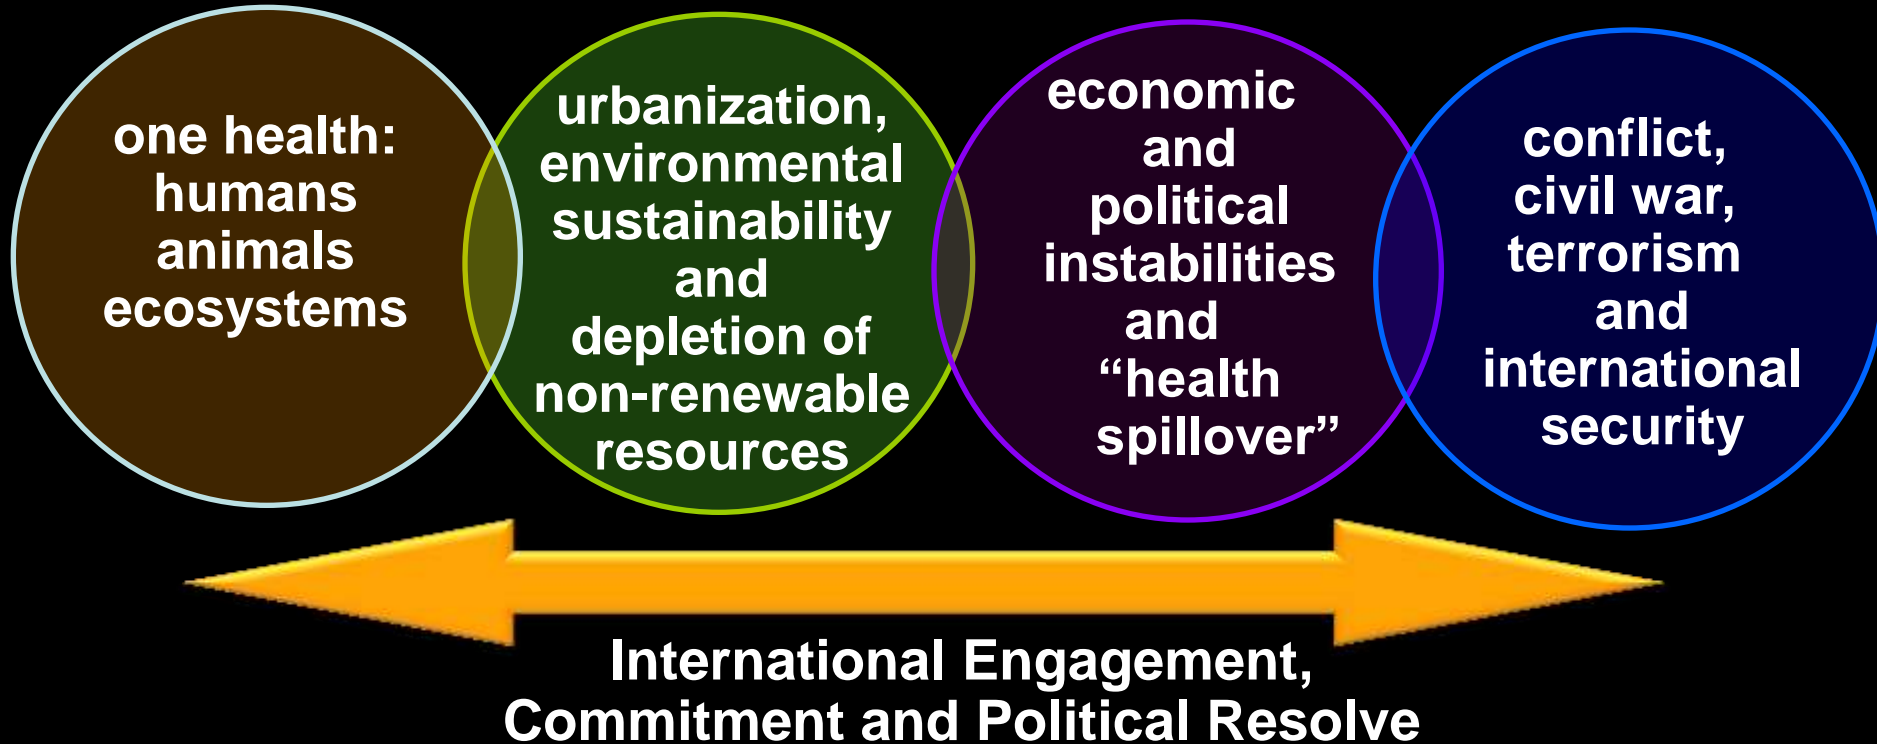 one health:
humans
animals
ecosystems
urbanization,
environmental
sustainability
and
depletion of
non-renewable
resources
economic
and
political
instabilities
and
“health
spillover”
conflict,
civil war,
terrorism
and
international
security
International Engagement,
Commitment and Political Resolve